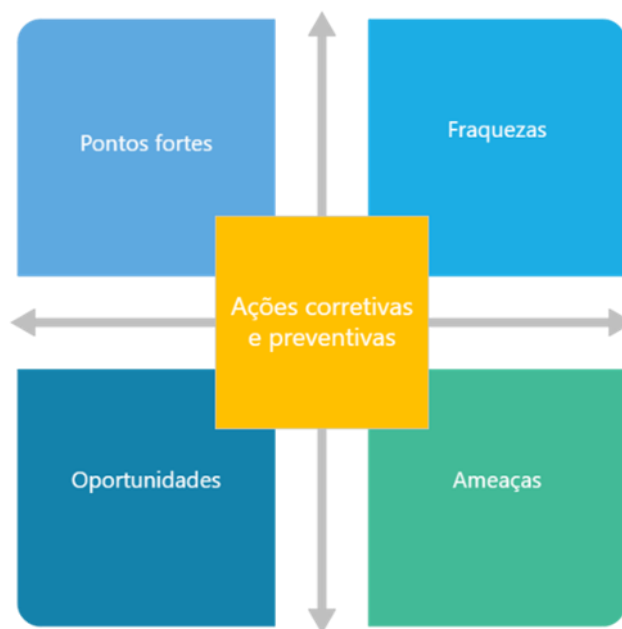 Pontos fortes
Fraquezas
Ações corretivas
e preventivas
Oportunidades
Ameaças